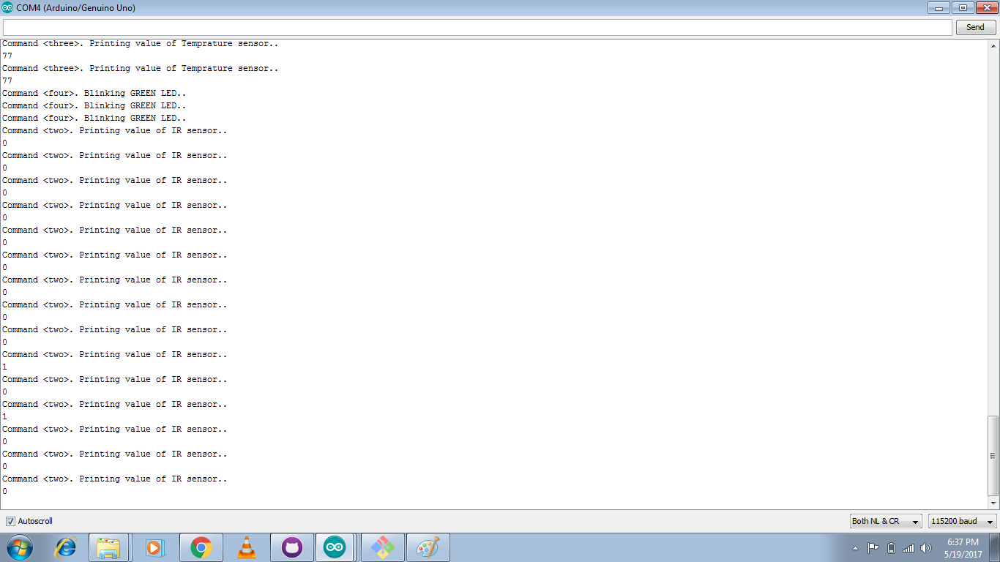 COM4 (Arduino/Genuino Uno)
Send
Command <three>. Printing value of Temprature sensor..
77
Command <three>. Printing value of Temprature sensor..
77
Command <four>. Blinking GREEN LED..
Command <four>. Blinking GREEN LED..
Command <four>. Blinking GREEN LED..
Command <two>. Printing value of IR sensor..
0
Command <two>. Printing value of IR sensor..
0
Command <two>. Printing value of IR sensor..
0
Command <two>. Printing value of IR sensor..
0
Command <two>. Printing value of IR sensor..
0
Command <two>. Printing value of IR sensor..
0
Command <two>. Printing value of IR sensor..
0
Command <two>. Printing value of IR sensor..
0
Command <two>. Printing value of IR sensor..
0
Command <two>. Printing value of IR sensor..
1
Command <two>. Printing value of IR sensor..
0
Command <two>. Printing value of IR sensor..
1
Command <two>. Printing value of IR sensor..
0
Command <two>. Printing value of IR sensor..
0
Command <two>. Printing value of IR sensor..
0
Autoscroll
Both NL & CR
115200 baud
6:37 PM
5/19/2017